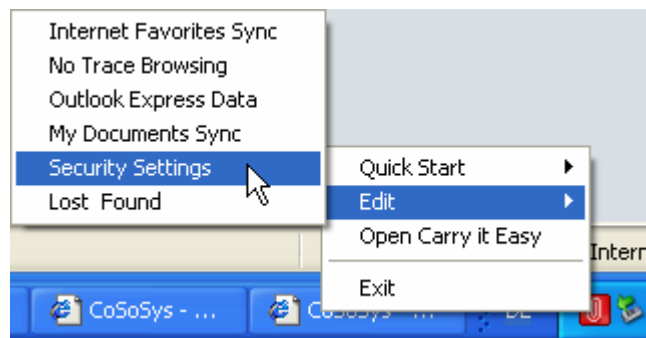 Internet Favorites Sync
No Trace Browsing
Outlook Express Data
My Documents Sync
Security Settings
Lost Found
Quick Start
Edit
Open Carry it Easy
Exit
Intern
CoSoSys - ...
CoSoSys - ...
DE